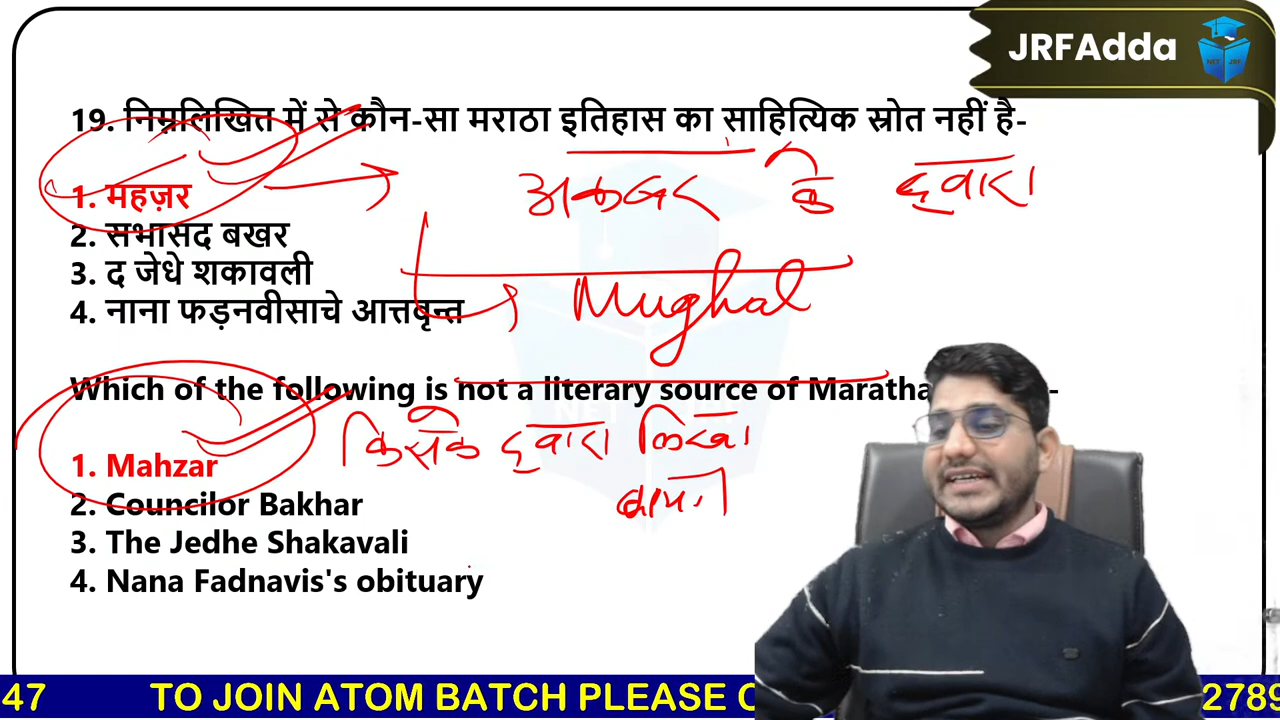 JRFAdda
NET JRF
19. निम्नलिखित में से कौन-सा मराठा इतिहास का साहित्यिक स्रोत नहीं है-
1. महज़र
अकबर के द्वारा
2. सभासद बखर
3. द जेधे शकावली
Mughal
4. नाना फड़नवीसाचे आत्तवृन्त
Which of the following is not a literary source of Maratha -
किसके द्वारा
1. Mahzar
2. Councilor Bakhar
3. The Jedhe Shakavali
4. Nana Fadnavis's obituary
47 TO JOIN ATOM BATCH PLEASE C 2789